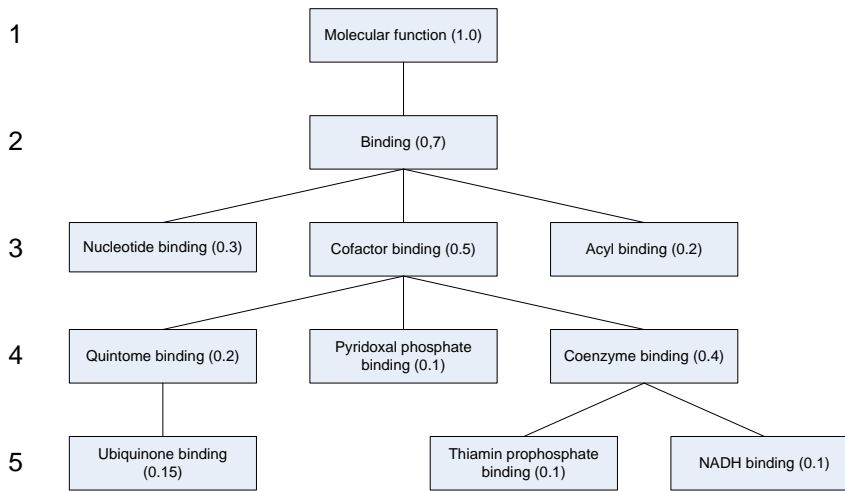 1
Molecular function (1.0)
2
Binding (0,7)
3
Nucleotide binding (0.3)
Cofactor binding (0.5)
Acyl binding (0.2)
4
Quintome binding (0.2)
Pyridoxal phosphate
binding (0.1)
Coenzyme binding (0.4)
5
Ubiquinone binding
(0.15)
Thiamin prophosphate
binding (0.1)
NADH binding (0.1)